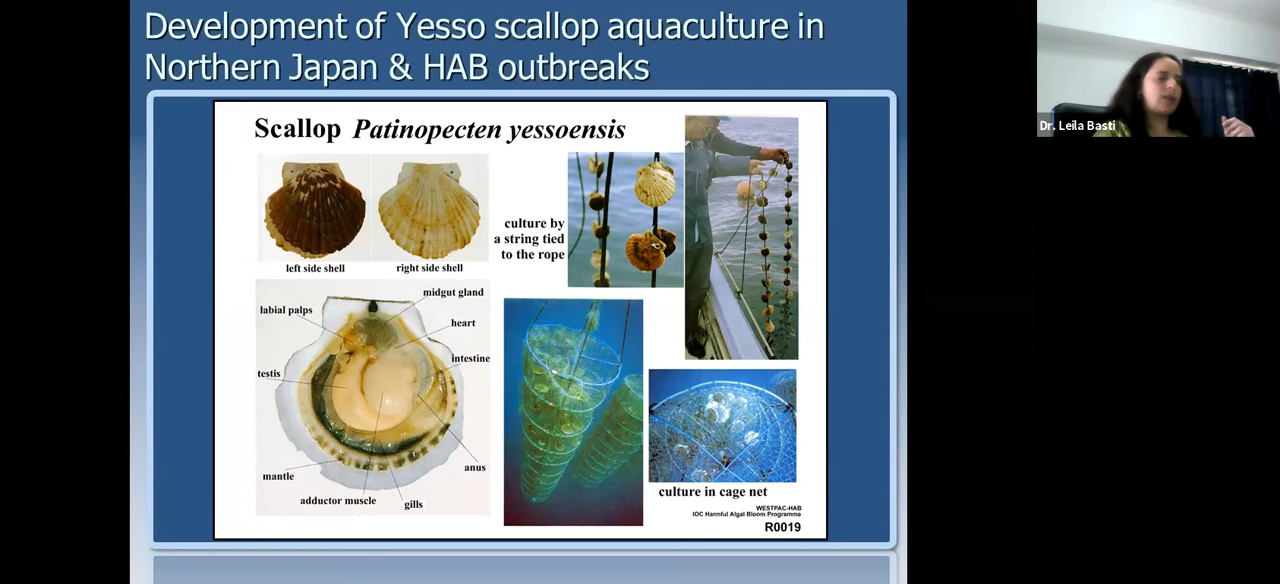 Development of Yesso scallop aquaculture in
Northern Japan & HAB outbreaks
Dr. Leila Basti
Scallop Patinopecten yessoensis
left side shell
right side shell
culture by
a string tied
to the rope
midgut gland
labial palps
heart
intestine
testis
anus
mantle
adductor muscle
gills
culture in cage net
WESTPAC-HAB
IOC Harmful Algal Bloom Programme
R0019